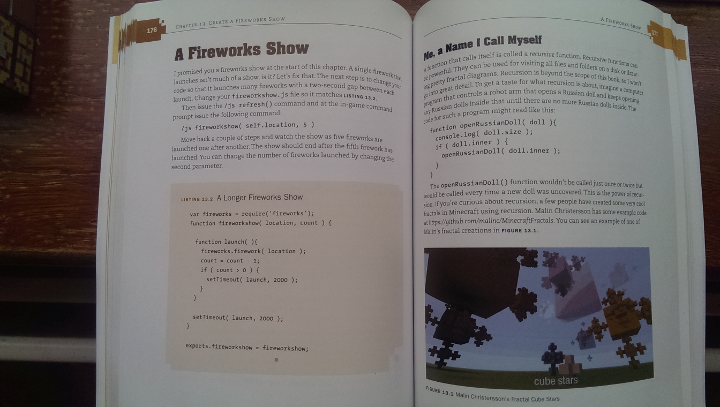 176
CHAPTER 13 CREATE A FIREWORKS SHOW
A Fireworks Show
I promised you a fireworks show at the start of this chapter. A single firework
launches isn't much of a show, is it? Let's fix that. The next step is to change your
code so that it launches many fireworks with a two-second gap between each
launch. Change your fireworkshow.js file so it matches LISTING 13.2.
Then issue the /js refresh() command and at the in-game command
prompt issue the following command
/js fireworkshow( self.location, 5 )
Move back a couple of steps and watch the show as five fireworks are
launched one after another. The show should end after the fifth firework has
launched. You can change the number of fireworks launched by changing the
second parameter.
LISTING 13.2 A Longer Fireworks Show
var fireworks = require('fireworks');
function fireworkshow( location, count ) {
function launch( ){
fireworks.firework( location );
count = count - 1;
if ( count > 0 ) {
setTimeout( launch, 2000 );
}
}
setTimeout( launch, 2000 );
}
exports.fireworkshow = fireworkshow;
A FIREWORKS SHOW
Me, a Name I Call Myself
A function that calls itself is called a recursive function. Recursive functions can
be powerful. They can be used for visiting all files and folders on a disk or
pretty fractal diagrams. Recursion is beyond the scope of this book, so I won't
go into great detail. To get a taste for what recursion is about, imagine a computer
program that controls a robot arm that opens a Russian doll and keeps opening
any Russian dolls inside that until there are no more Russian dolls inside. The
code for such a program might read like this:
function openRussianDoll( doll ){
console.log( doll.size );
if ( doll.inner ) {
openRussianDoll( doll.inner );
}
}
The openRussianDoll() function wouldn't be called just once or twice but
would be called every time a new doll was uncovered. This is the power of recur-
sion. If you're curious about recursion, a few people have created some very cool
fractals in Minecraft using recursion. Malin Christersson has some example code
at https://github.com/malinc/MinecraftFractals. You can see an example of one of
Malin's fractal creations in FIGURE 13.1.
cube stars
FIGURE 13.1 Malin Christersson's Fractal Cube Stars